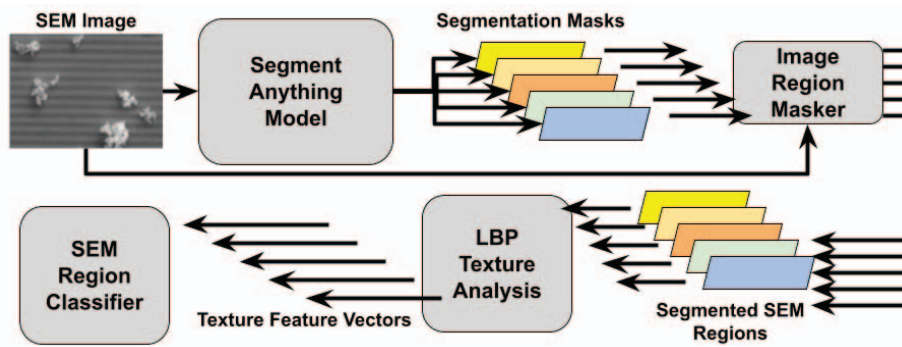 SEM Image
Segmentation Masks
Segment
Anything
Model
Image
Region
Masker
SEM
Region
Classifier
LBP
Texture
Analysis
Texture Feature Vectors
Segmented SEM
Regions